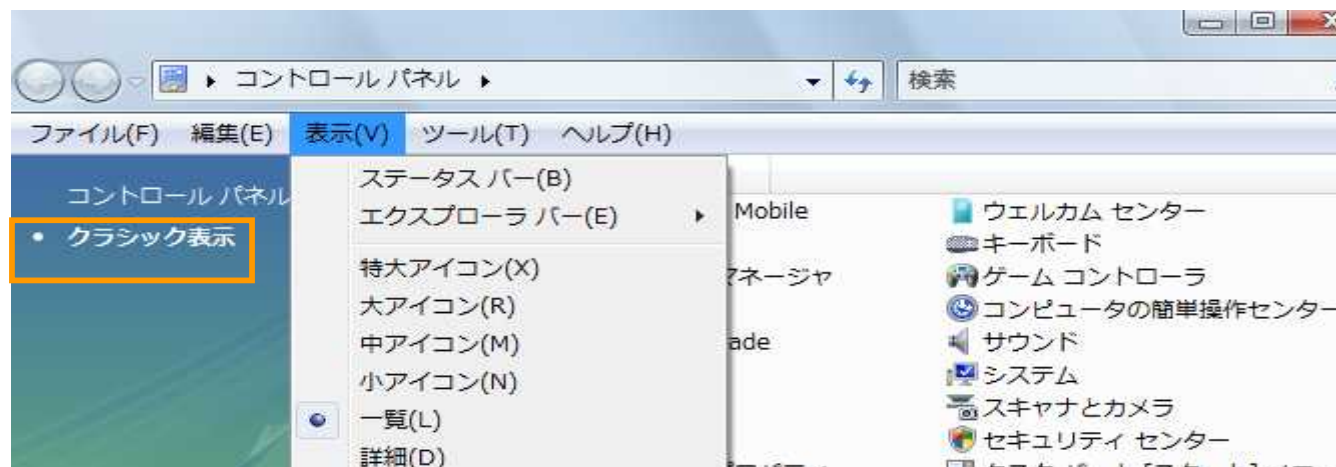 コントロール パネル
検索
ファイル(F) 編集(E) 表示(V) ツール(T) ヘルプ(H)
コントロール パネル
クラシック表示
ステータス バー(B)
エクスプローラ バー(E)
特大アイコン(X)
大アイコン(R)
中アイコン(M)
小アイコン(N)
一覧(L)
詳細(D)
Mobile
マネージャ
ade
ウエルカム センター
キーボード
ゲーム コントローラ
コンピュータの簡単操作センター
サウンド
システム
スキャナとカメラ
セキュリティ センター